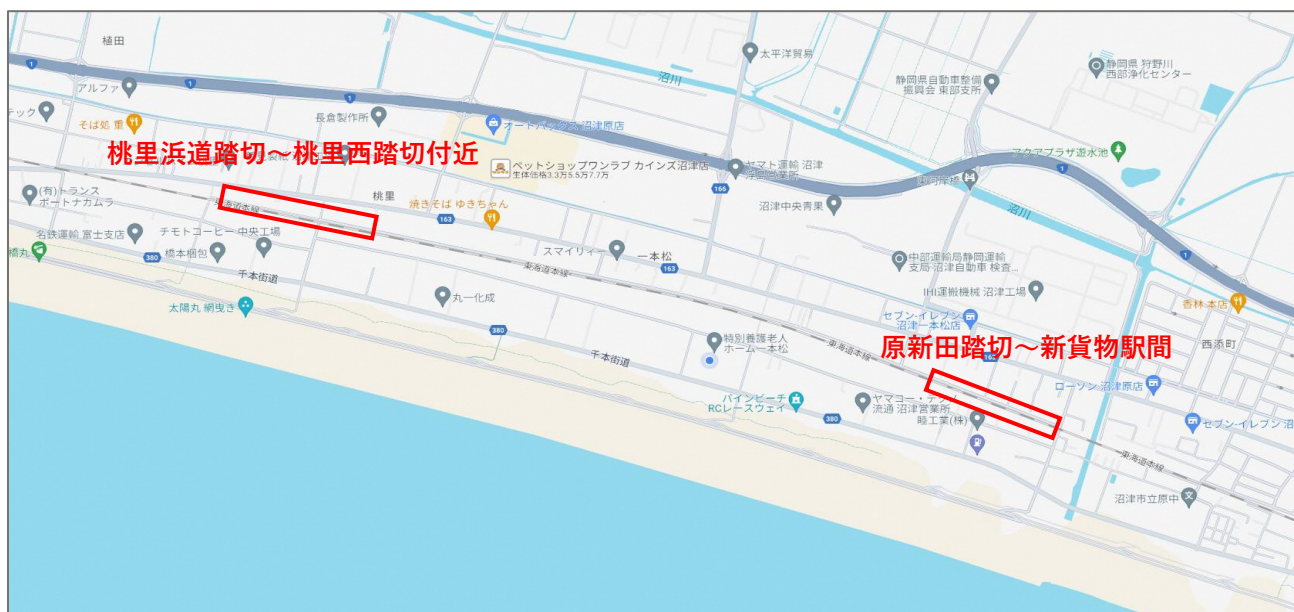 植田
太平洋貿易
静岡県 狩野川
西部浄化センター
沼川
静岡県自動車整備
振興会 東部支所
1
アルファ
1
長倉製作所
テック
そば処 重
オートバックス 沼津原店
桃里浜道踏切～桃里西踏切付近
ペットショップワンラブ カインズ沼津店
生体価格3.3万5.5万7.7万
ヤマト運輸 沼津
アクアプラザ遊水池
1
166
沼川
(有)トランス
ポートナカムラ
桃里
焼きそば ゆきちゃん
163
沼津中央青果
東海道本線
名鉄運輸 富士支店
チモトコーヒー 中央工場
橋丸
380
橋本梱包
スマイリィー
一本松
163
東海道本線
中部運輸局静岡運輸
支局 沼津自動車 検査...
千本街道
IHI運搬機械 沼津工場
太陽丸 網曳き
丸一化成
香林 本店
セブン-イレブン
沼津一本松店
380
特別養護老人
ホーム一本松
東海道本線
西添町
千本街道
原新田踏切～新貨物駅間
ローソン 沼津原店
パインビーチ
RCレースウェイ
ヤマコー・テクノ
流通 沼津営業所
380
睦工業(株)
セブン-イレブン 沼
東海道本線
沼津市立原中